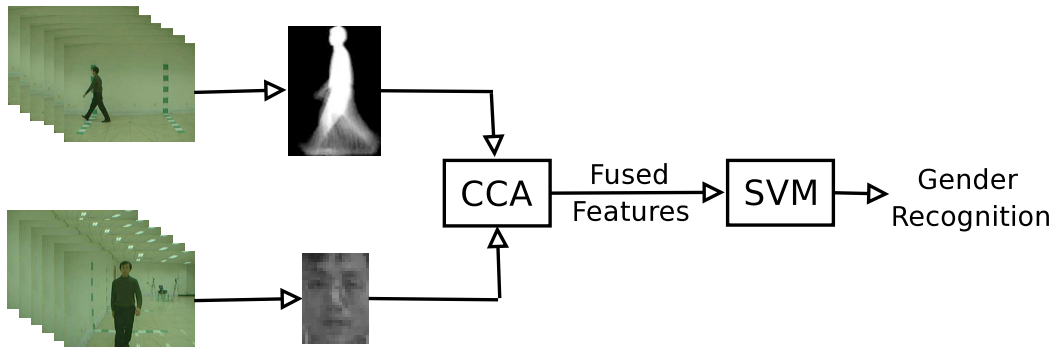 CCA
Fused
Features
SVM
Gender
Recognition